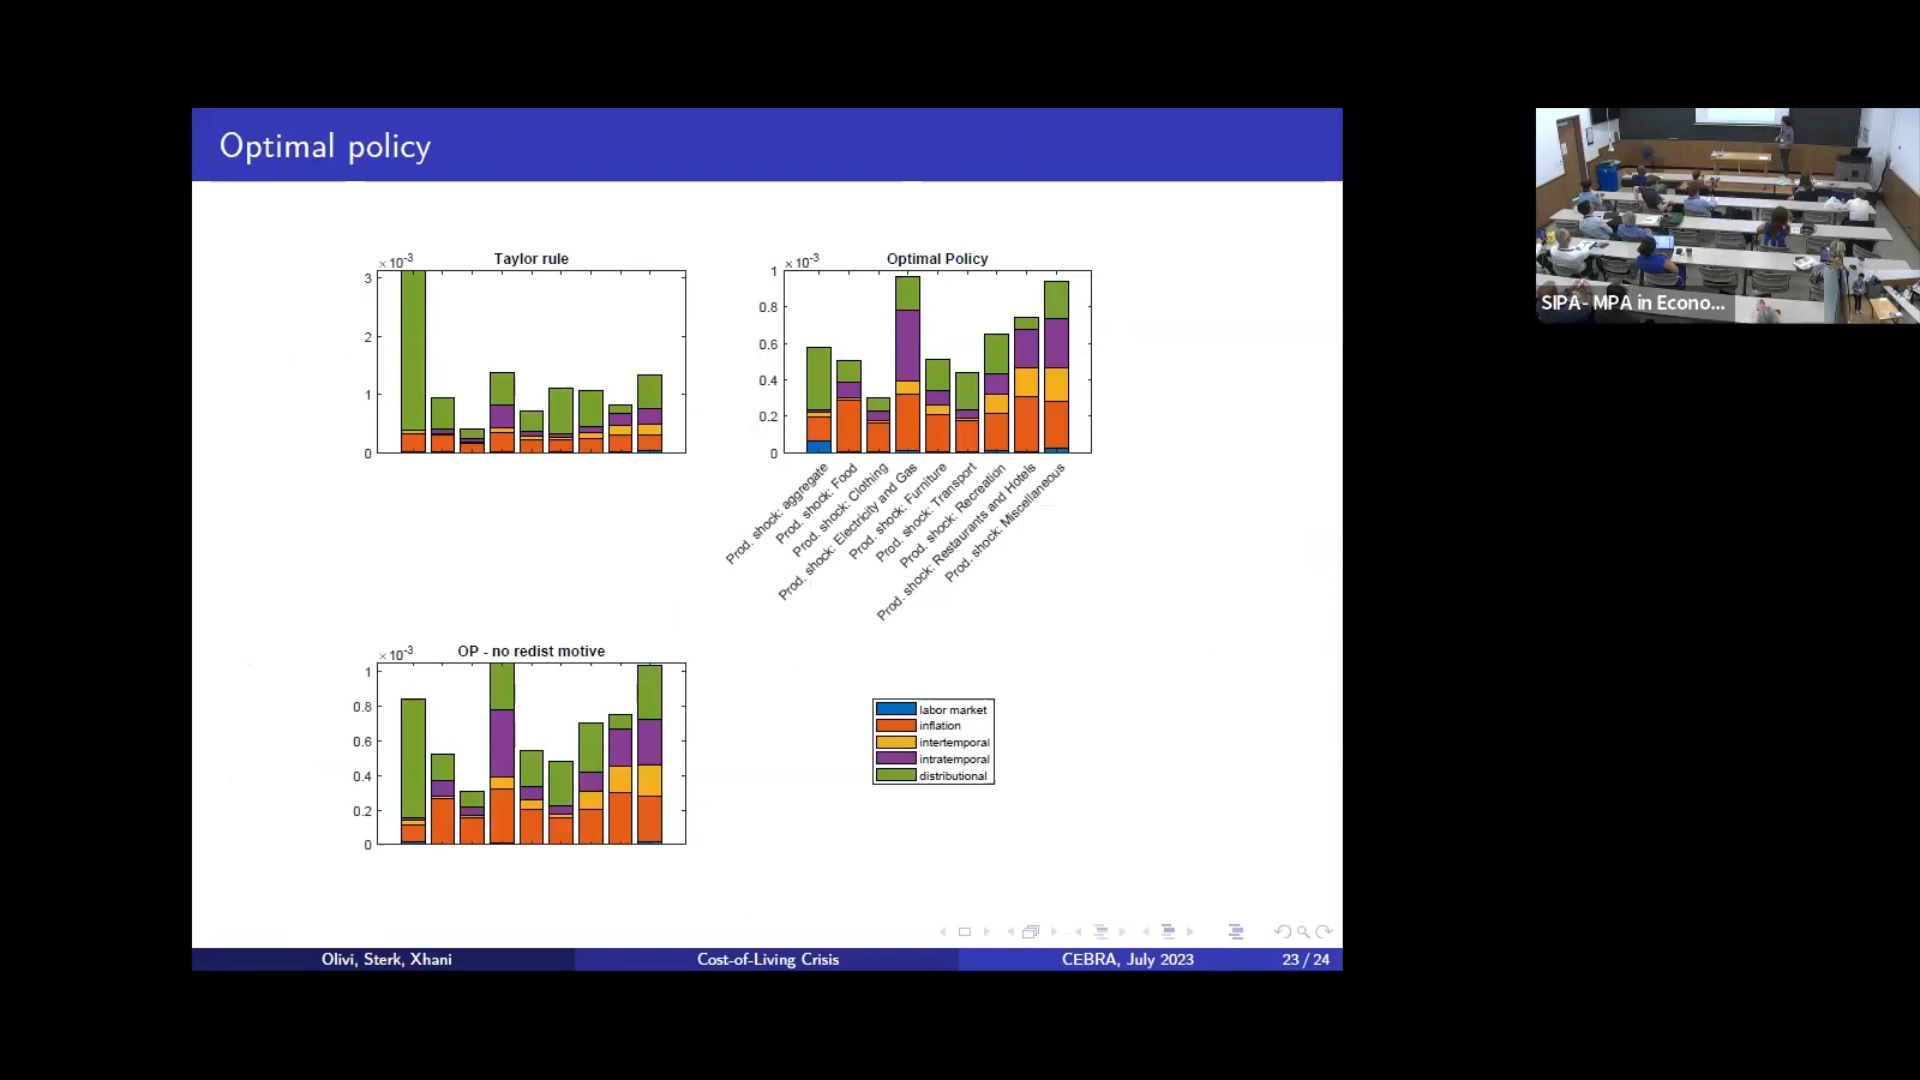 Optimal policy
Taylor rule
×10-3
3
2
1
0
Optimal Policy
×10-3
1
0.8
0.6
0.4
0.2
0
Prod. shock: aggregate
Prod. shock: Food
Prod. shock: Clothing
Prod. shock: Electricity and Gas
Prod. shock: Furniture
Prod. shock: Transport
Prod. shock: Recreation
Prod. shock: Restaurants and Hotels
Prod. shock: Miscellaneous
OP - no redist motive
×10-3
1
0.8
0.6
0.4
0.2
0
labor market
inflation
intertemporal
intratemporal
distributional
Olivi, Sterk, Xhani
Cost-of-Living Crisis
CEBRA, July 2023
23 / 24
SIPA- MPA in Econo...